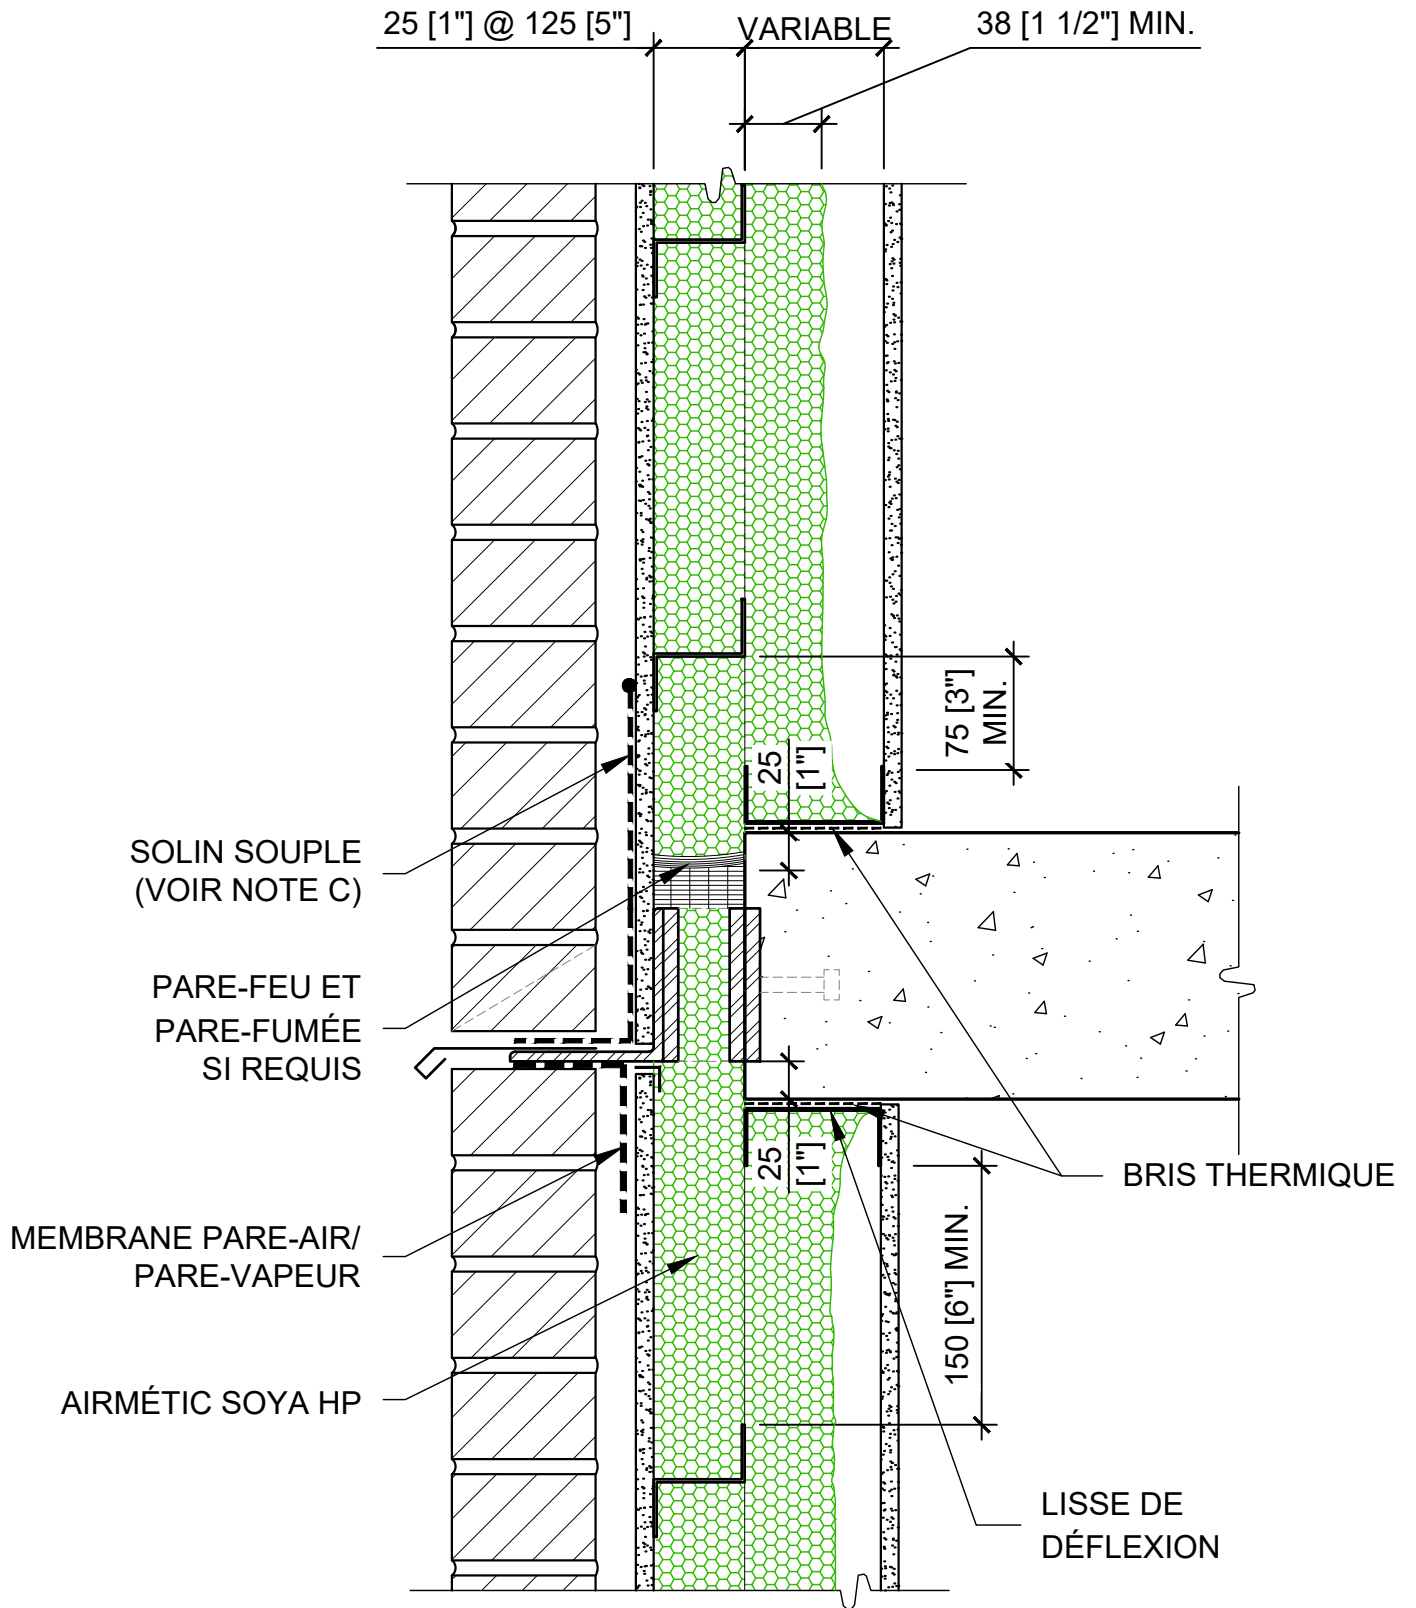 25 [1"] @ 125 [5"]
VARIABLE
38 [1 1/2"] MIN.
75 [3"]
MIN.
25
[1"]
SOLIN SOUPLE
(VOIR NOTE C)
PARE-FEU ET
PARE-FUMÉE
SI REQUIS
25
[1"]
BRIS THERMIQUE
MEMBRANE PARE-AIR/
PARE-VAPEUR
150 [6"] MIN.
AIRMÉTIC SOYA HP
LISSE DE
DÉFLEXION